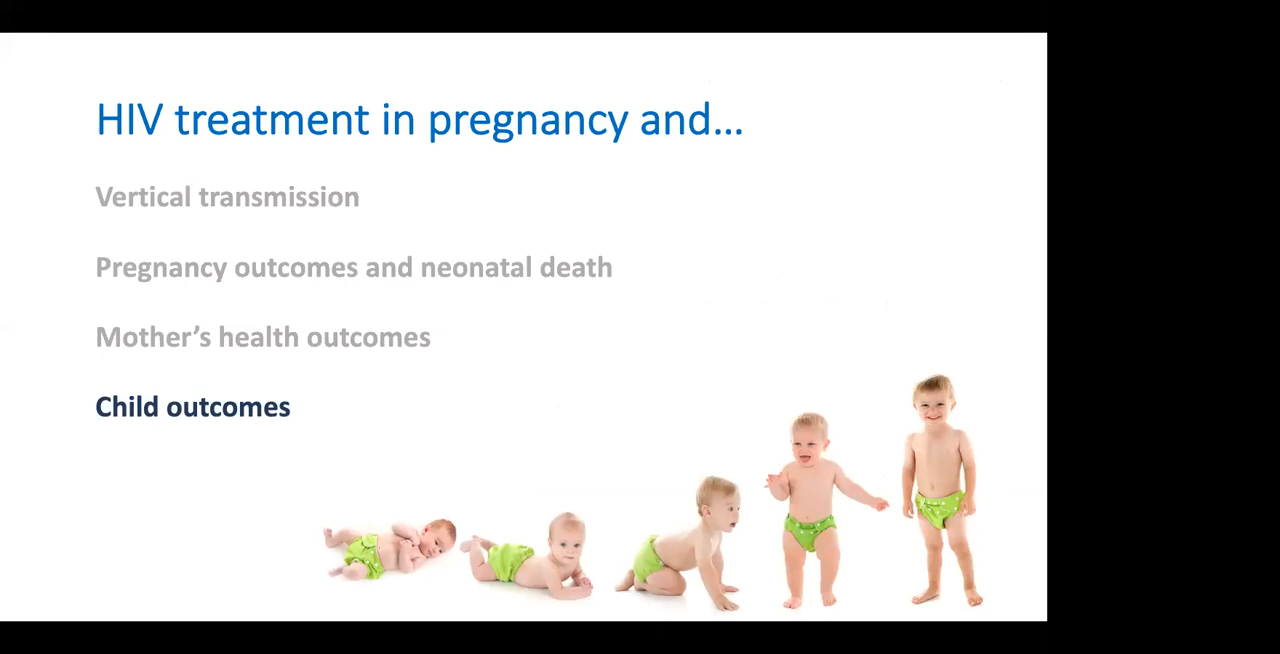 HIV treatment in pregnancy and...
Vertical transmission
Pregnancy outcomes and neonatal death
Mother’s health outcomes
Child outcomes